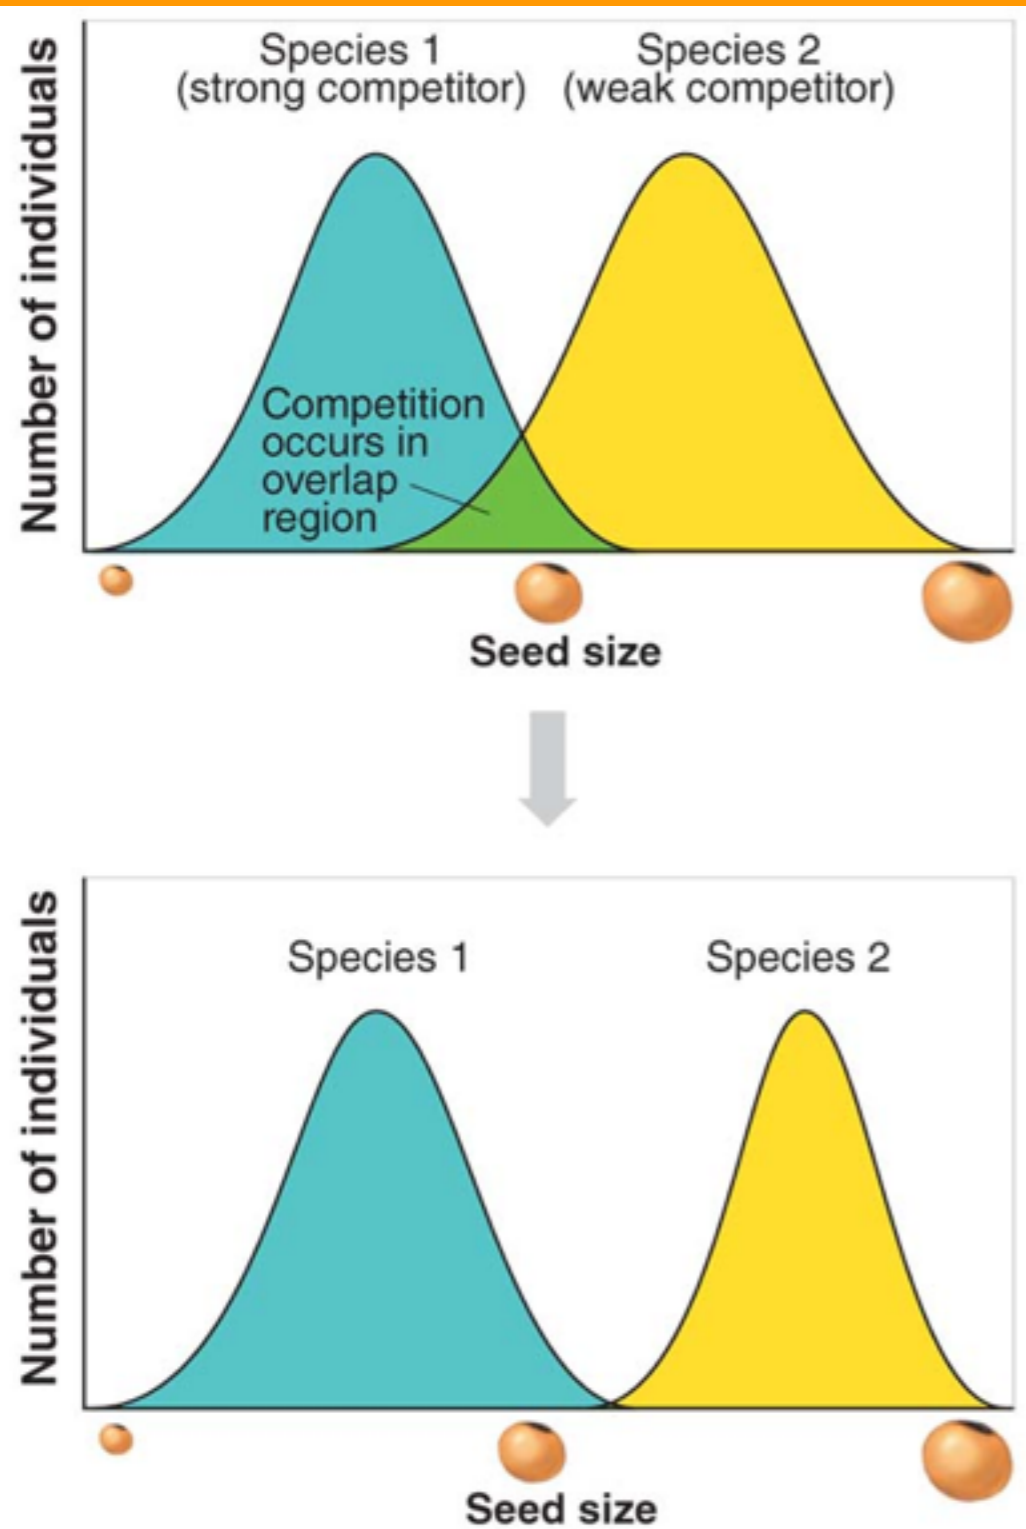 Number of individuals
Species 1
(strong competitor)
Species 2
(weak competitor)
Competition
occurs in
overlap
region
Seed size
Number of individuals
Species 1
Species 2
Seed size